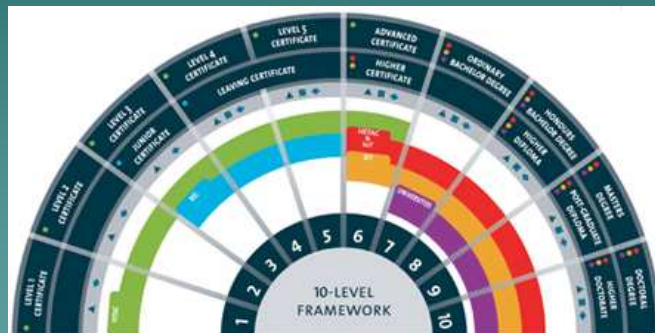 LEVEL 1
CERTIFICATE
LEVEL 2
CERTIFICATE
LEVEL 3
CERTIFICATE
JUNIOR
CERTIFICATE
LEVEL 4
CERTIFICATE
LEVEL 5
CERTIFICATE
LEAVING CERTIFICATE
ADVANCED
CERTIFICATE
HIGHER
CERTIFICATE
ORDINARY
BACHELOR DEGREE
HONOURS
BACHELOR DEGREE
HIGHER
DIPLOMA
MASTERS
DEGREE
POST-GRADUATE
DIPLOMA
DOCTORAL
DEGREE
HIGHER
DOCTORATE
HETAC
&
UNIVERSITIES
1
2
3
4
5
6
7
8
9
10
10-LEVEL
FRAMEWORK